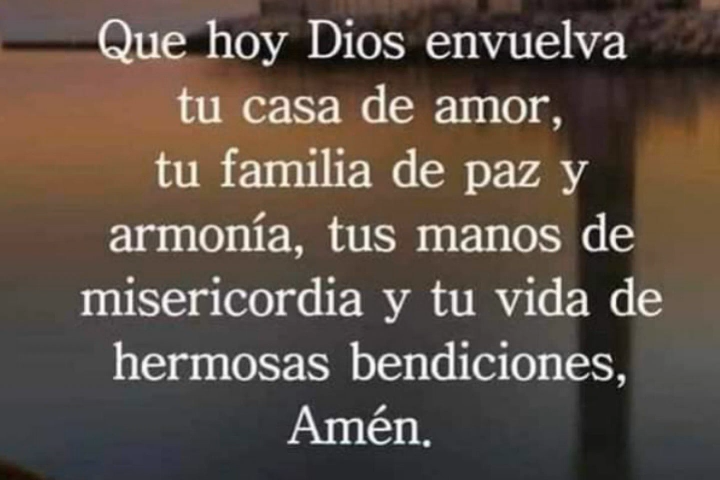 Que hoy Dios envuelva
tu casa de amor,
tu familia de paz y
armonía, tus manos de
misericordia y tu vida de
hermosas bendiciones,
Amén.